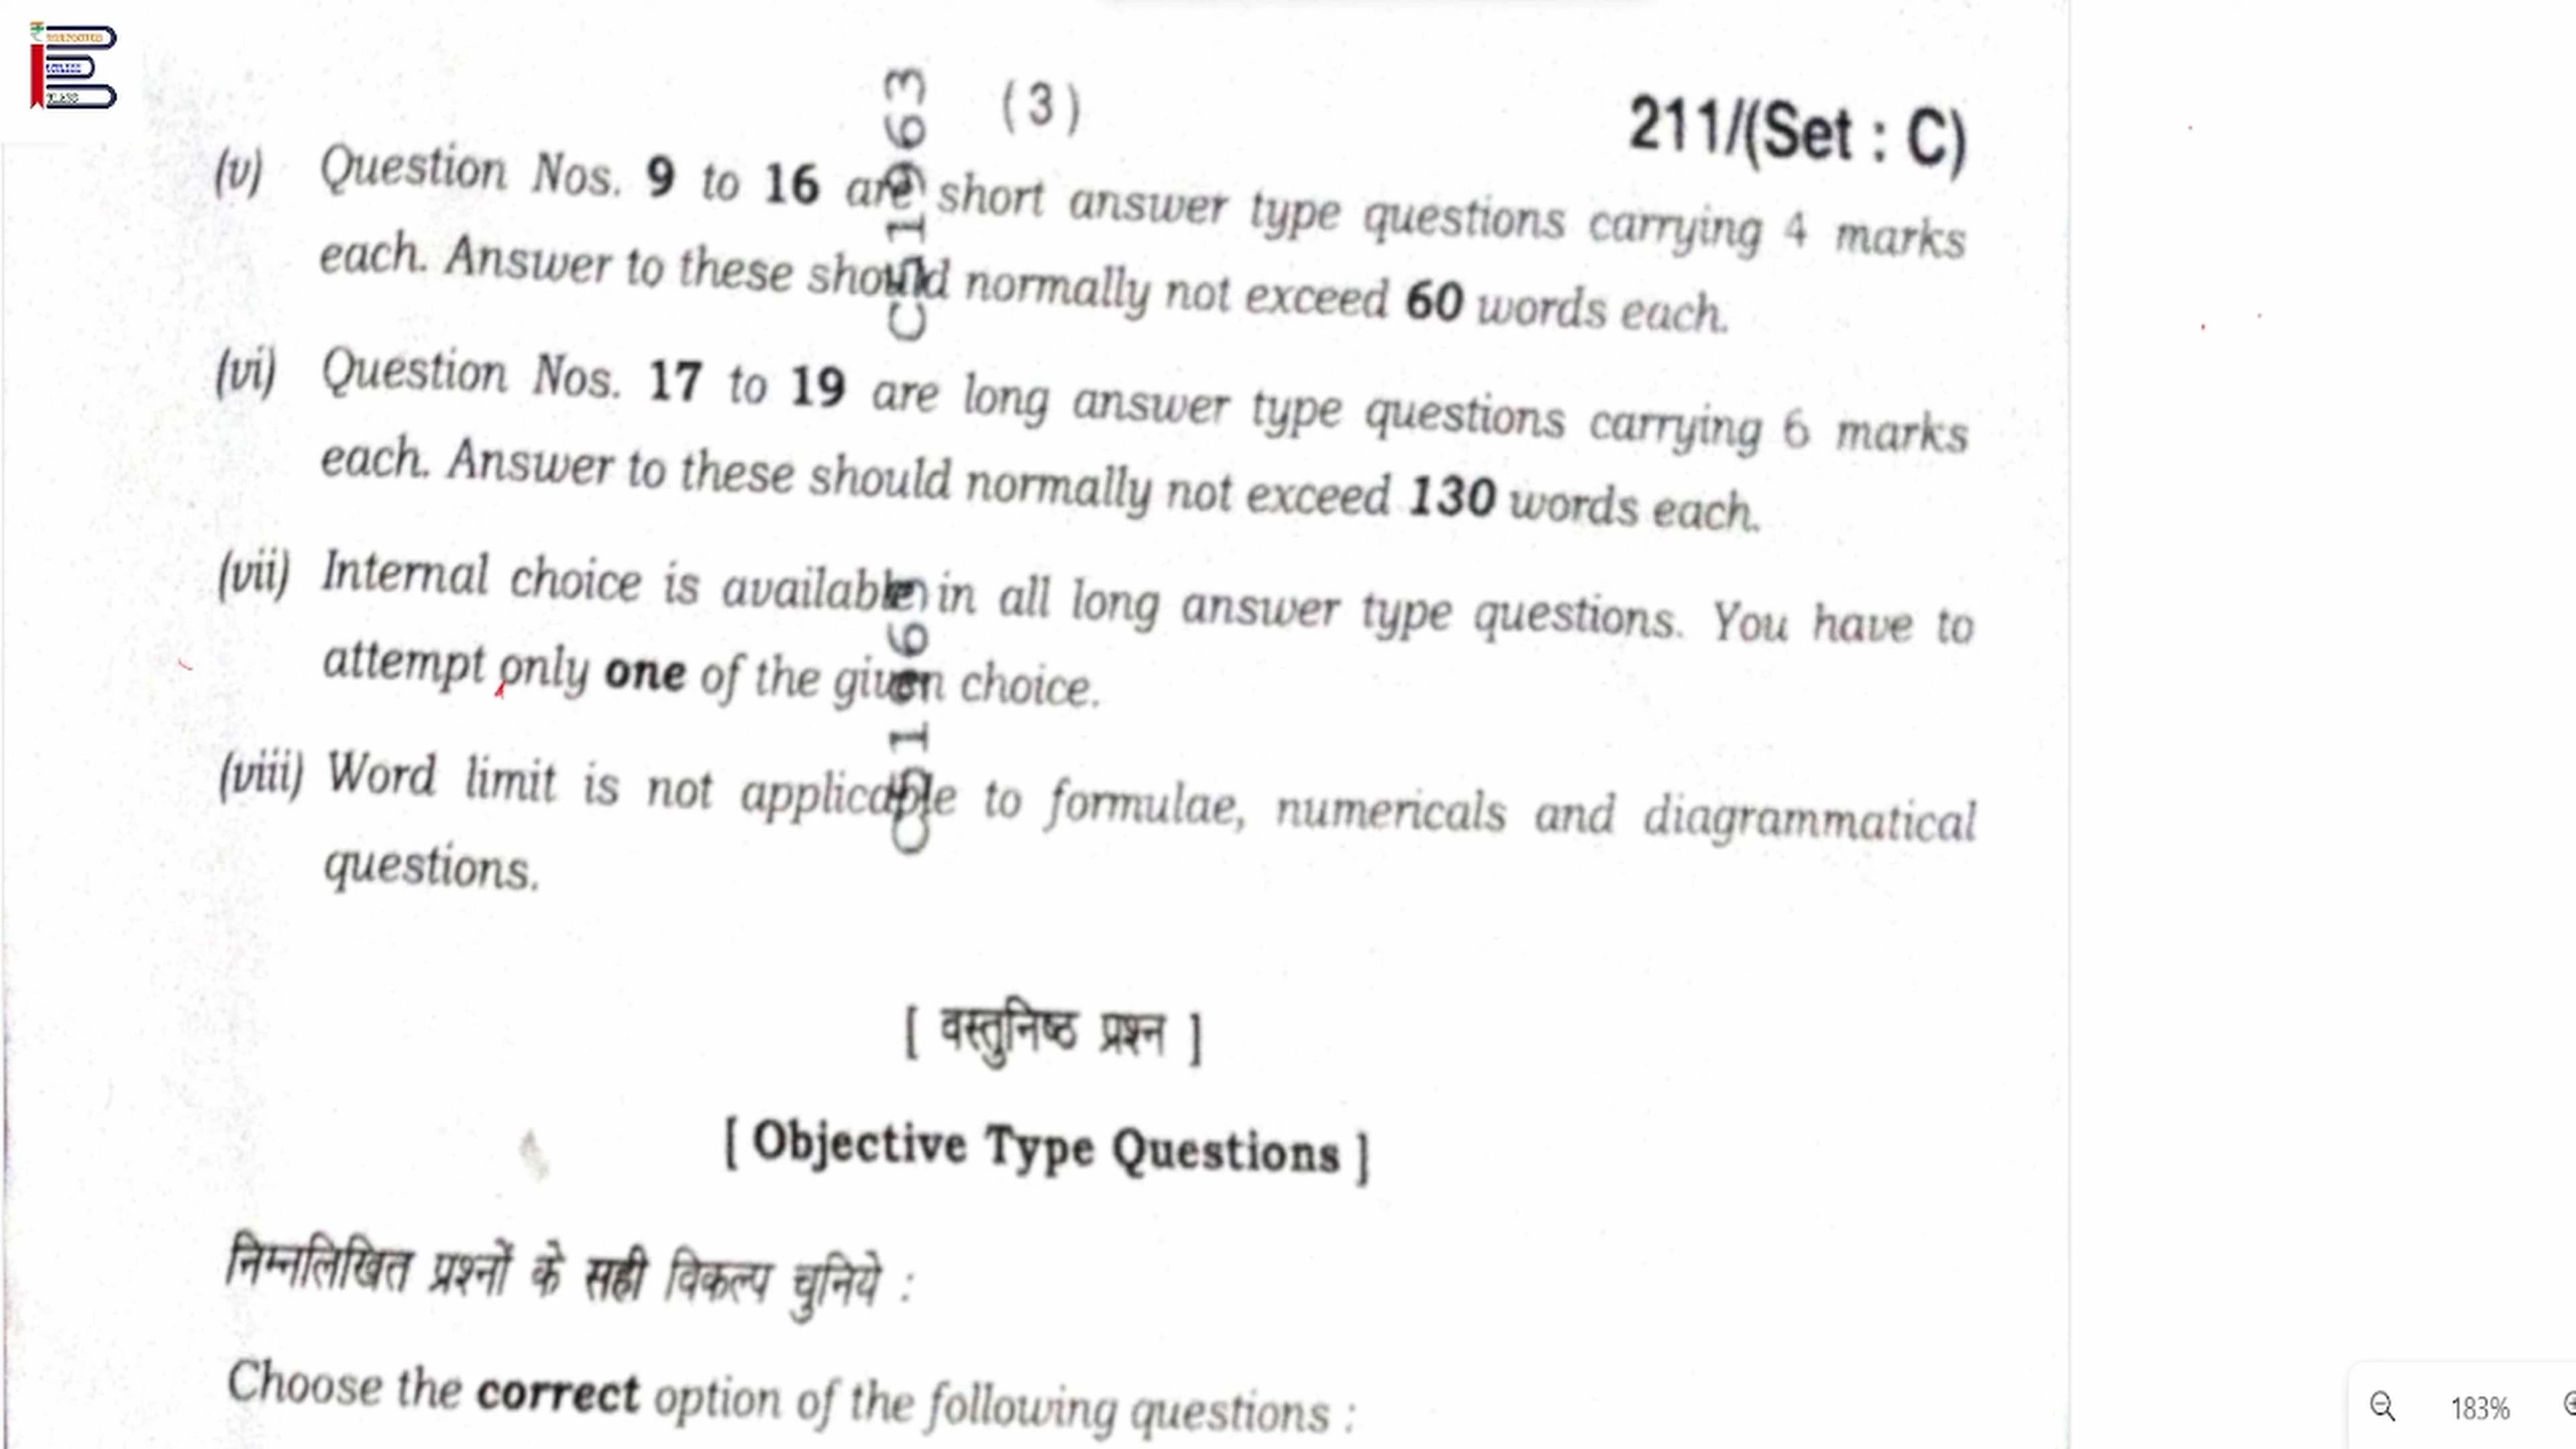 (3)
211/(Set : C)
(v) Question Nos. 9 to 16 are short answer type questions carrying 4 marks
each. Answer to these should normally not exceed 60 words each.
(vi) Question Nos. 17 to 19 are long answer type questions carrying 6 marks
each. Answer to these should normally not exceed 130 words each.
(vii) Internal choice is available in all long answer type questions. You have to
attempt only one of the given choice.
(viii) Word limit is not applicable to formulae, numericals and diagrammatical
questions.
[ वस्तुनिष्ठ प्रश्न ]
[ Objective Type Questions ]
निम्नलिखित प्रश्नों के सही विकल्प चुनिये :
Choose the correct option of the following questions :
183%